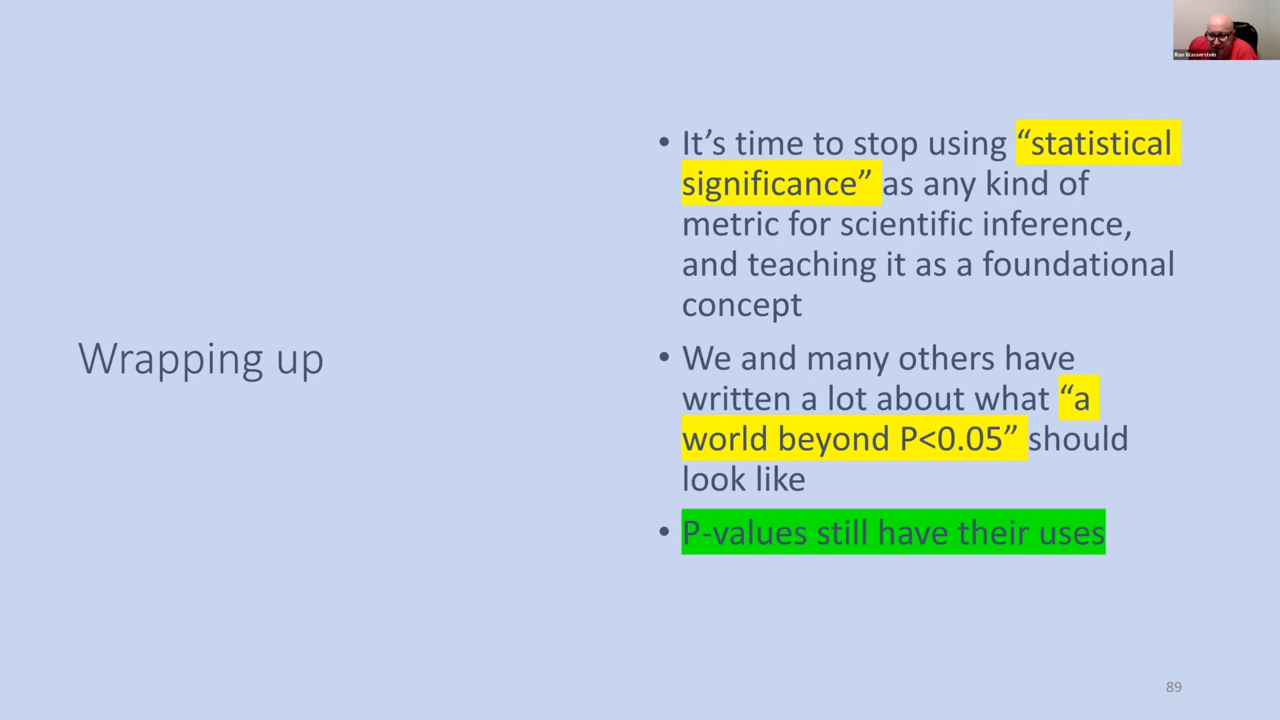 Ron Wasserstein
Wrapping up
• It’s time to stop using “statistical
significance” as any kind of
metric for scientific inference,
and teaching it as a foundational
concept
• We and many others have
written a lot about what “a
world beyond P<0.05” should
look like
• P-values still have their uses
89